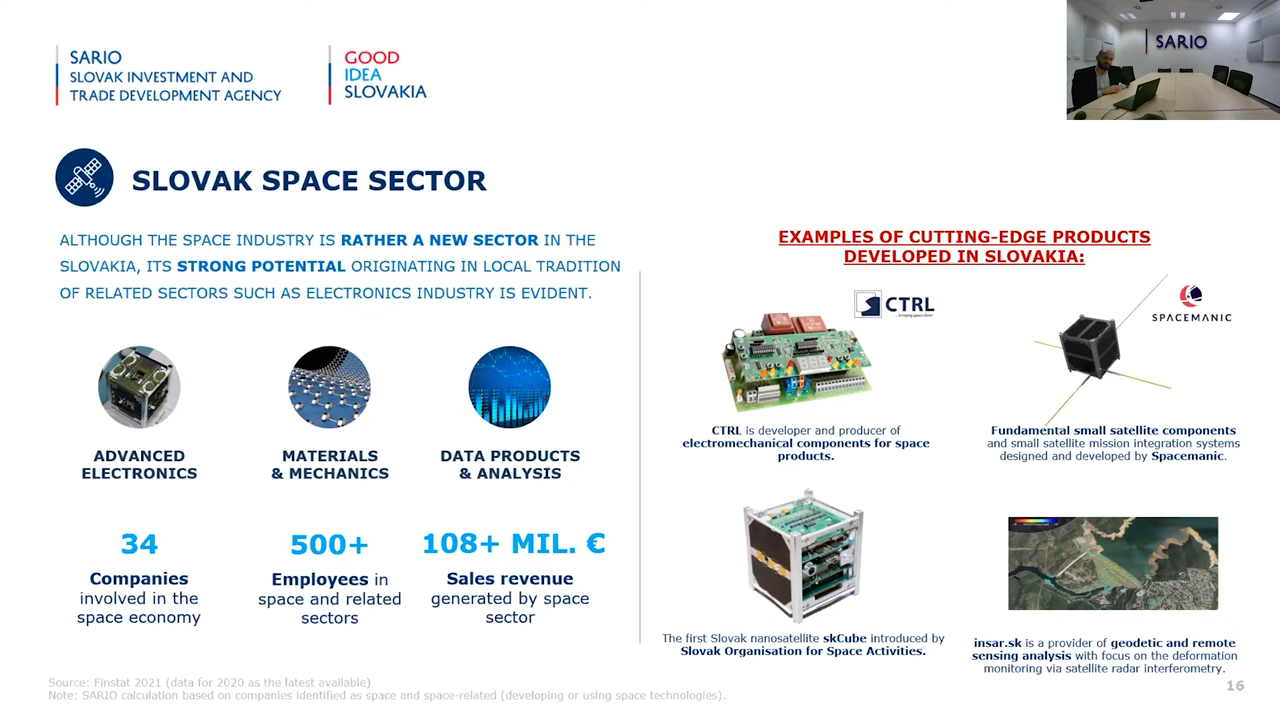 SARIO
SLOVAK INVESTMENT AND
TRADE DEVELOPMENT AGENCY
GOOD
IDEA
SLOVAKIA
SARIO
SLOVAK SPACE SECTOR
ALTHOUGH THE SPACE INDUSTRY IS RATHER A NEW SECTOR IN THE
SLOVAKIA, ITS STRONG POTENTIAL ORIGINATING IN LOCAL TRADITION
OF RELATED SECTORS SUCH AS ELECTRONICS INDUSTRY IS EVIDENT.
ADVANCED
ELECTRONICS
MATERIALS
& MECHANICS
DATA PRODUCTS
& ANALYSIS
34
Companies
involved in the
space economy
500+
Employees in
space and related
sectors
108+ MIL. €
Sales revenue
generated by space
sector
EXAMPLES OF CUTTING-EDGE PRODUCTS
DEVELOPED IN SLOVAKIA:
CTRL
CTRL is developer and producer of
electromechanical components for space
products.
SPACEMANIC
Fundamental small satellite components
and small satellite mission integration systems
designed and developed by Spacemanic.
The first Slovak nanosatellite skCube introduced by
Slovak Organisation for Space Activities.
insar.sk is a provider of geodetic and remote
sensing analysis with focus on the deformation
monitoring via satellite radar interferometry.
Source: Finstat 2021 (data for 2020 as the latest available)
Note: SARIO calculation based on companies identified as space and space-related (developing or using space technologies).
16